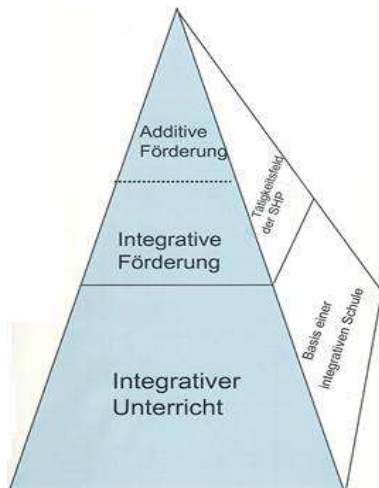 Additive
Förderung
Tätigkeitsfeld
der SHP
Integrative
Förderung
Basis einer
integrativen Schule
Integrativer
Unterricht